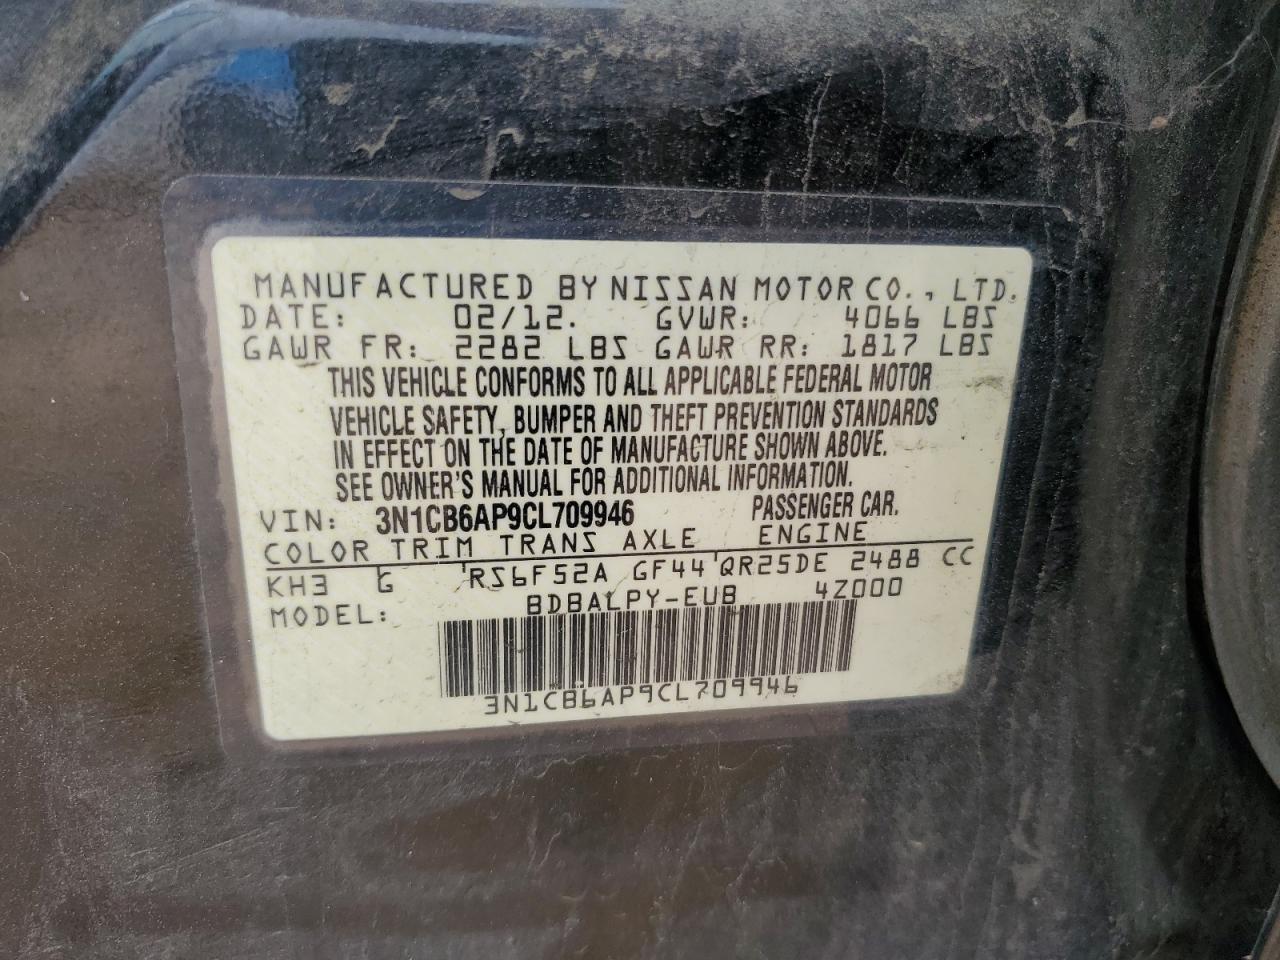 MANUFACTURED BY NISSAN MOTOR CO., LTD.
DATE: 02/12. GVWR: 4066 LBS
GAWR FR: 2282 LBS GAWR RR: 1817 LBS
THIS VEHICLE CONFORMS TO ALL APPLICABLE FEDERAL MOTOR
VEHICLE SAFETY, BUMPER AND THEFT PREVENTION STANDARDS
IN EFFECT ON THE DATE OF MANUFACTURE SHOWN ABOVE.
SEE OWNER'S MANUAL FOR ADDITIONAL INFORMATION.
VIN: 3N1CB6AP9CL709946 PASSENGER CAR.
COLOR TRIM TRANS AXLE ENGINE
KH3 G RS6F52A GF44 QR25DE 2488 CC
MODEL: BDBALPY-EUB 4Z000
3N1CB6AP9CL709946